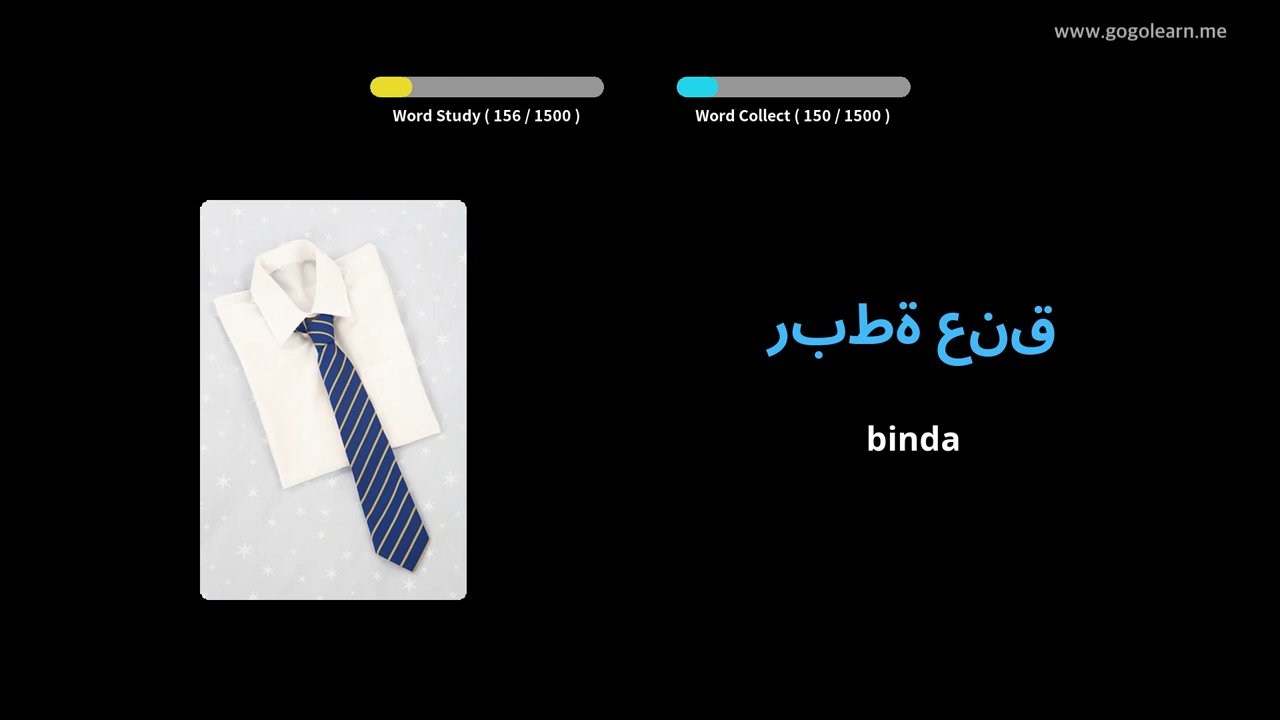 www.gogolearn.me
Word Study ( 156 / 1500 )
Word Collect ( 150 / 1500 )
ربطة عنق
binda